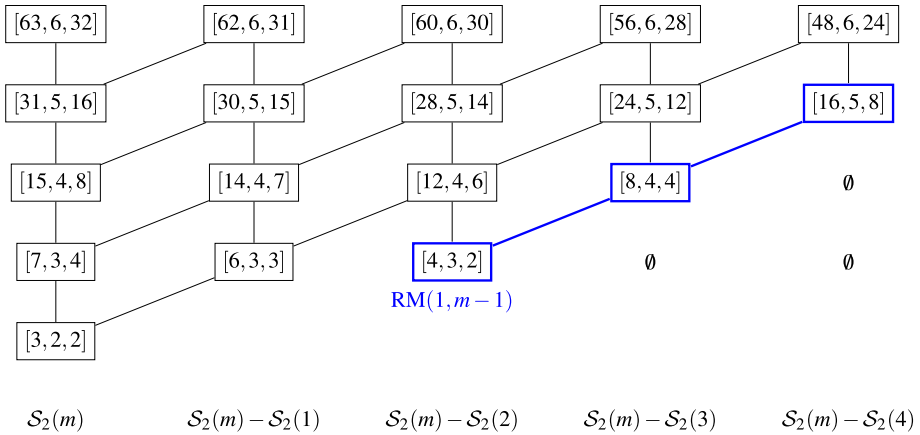 [63, 6, 32] [62, 6, 31] [60, 6, 30] [56, 6, 28] [48, 6, 24]
[31, 5, 16] [30, 5, 15] [28, 5, 14] [24, 5, 12] [16, 5, 8]
[15, 4, 8] [14, 4, 7] [12, 4, 6] [8, 4, 4] ∅
[7, 3, 4] [6, 3, 3] [4, 3, 2] ∅ ∅
RM(1, m − 1)
[3, 2, 2]
𝒮₂(m) 𝒮₂(m) − 𝒮₂(1) 𝒮₂(m) − 𝒮₂(2) 𝒮₂(m) − 𝒮₂(3) 𝒮₂(m) − 𝒮₂(4)